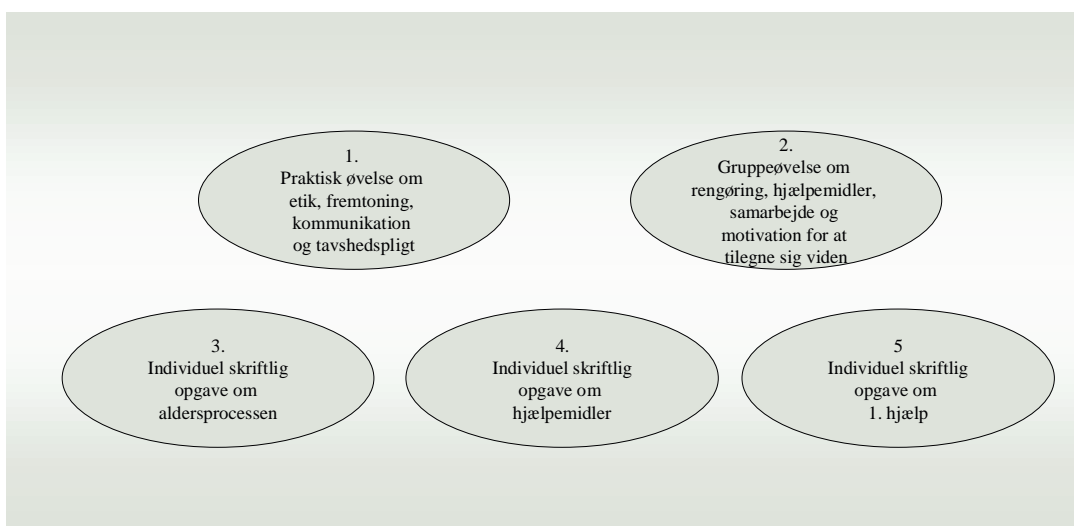 1.
Praktisk øvelse om
etik, fremtoning,
kommunikation
og tavshedspligt
2.
Gruppeøvelse om
rengøring, hjælpemidler,
samarbejde og
motivation for at
tilegne sig viden
3.
Individuel skriftlig
opgave om
aldersprocessen
4.
Individuel skriftlig
opgave om
hjælpemidler
5
Individuel skriftlig
opgave om
1. hjælp